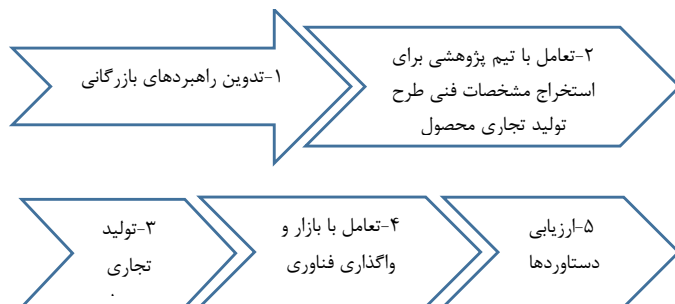 ۱-تدوین راهبردهای بازرگانی
۲-تعامل با تیم پژوهشی برای
استخراج مشخصات فنی طرح
تولید تجاری محصول
۳-تولید
تجاری
۴-تعامل با بازار و
واگذاری فناوری
۵-ارزیابی
دستاوردها